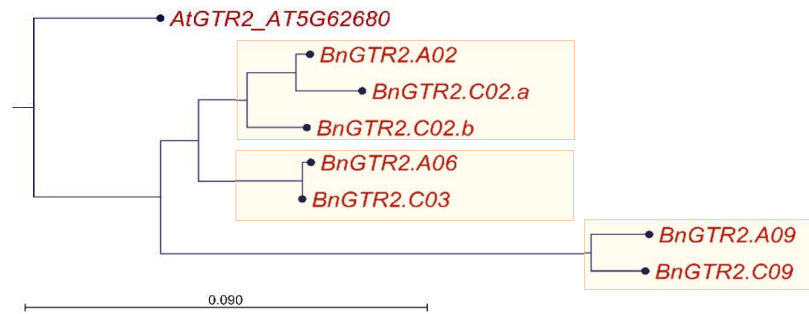 AtGTR2_AT5G62680
BnGTR2.A02
BnGTR2.C02.a
BnGTR2.C02.b
BnGTR2.A06
BnGTR2.C03
BnGTR2.A09
BnGTR2.C09
0.090